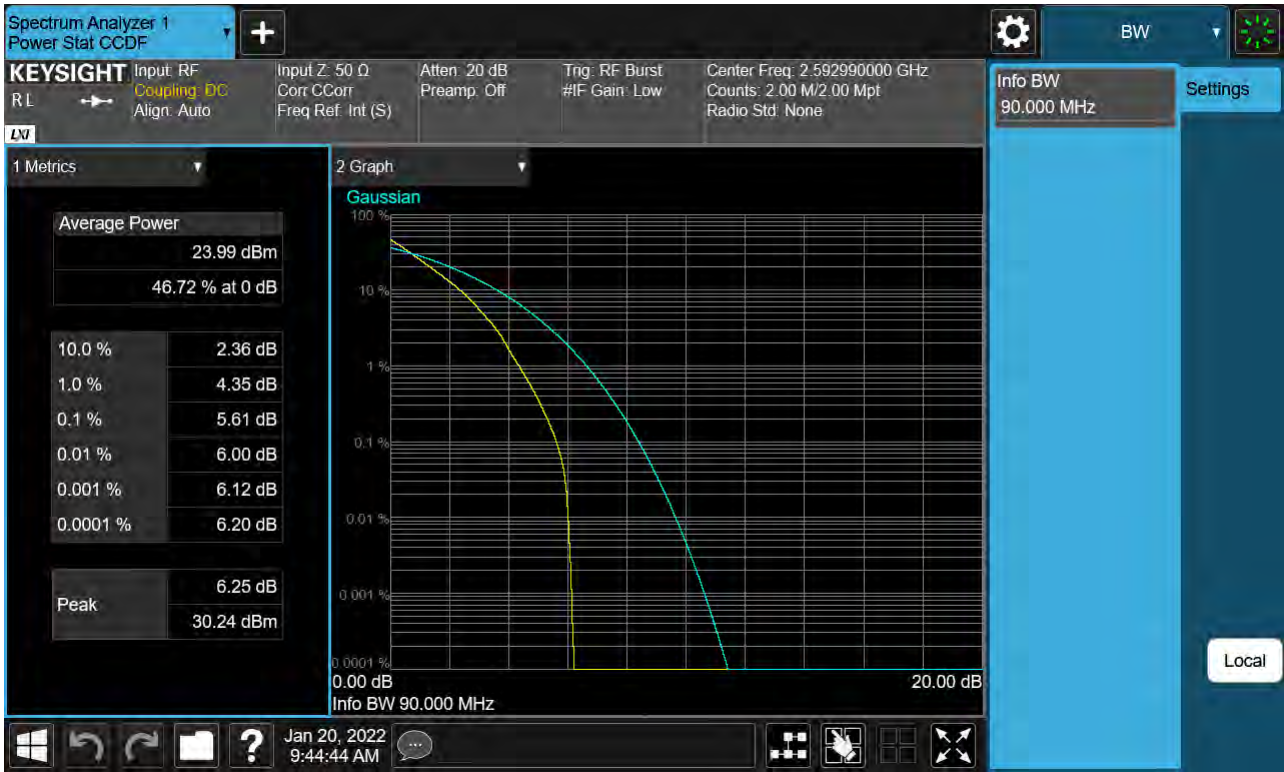 Spectrum Analyzer 1
Power Stat CCDF
+
BW
KEYSIGHT
R L
LXI
Input: RF
Coupling: DC
Align: Auto
Input Z: 50 Ω
Corr CCorr
Freq Ref: Int (S)
Atten: 20 dB
Preamp: Off
Trig: RF Burst
#IF Gain: Low
Center Freq: 2.592990000 GHz
Counts: 2.00 M/2.00 Mpt
Radio Std: None
Info BW
90.000 MHz
Settings
1 Metrics
Average Power
23.99 dBm
46.72 % at 0 dB
10.0 % 2.36 dB
1.0 % 4.35 dB
0.1 % 5.61 dB
0.01 % 6.00 dB
0.001 % 6.12 dB
0.0001 % 6.20 dB
Peak 6.25 dB
30.24 dBm
2 Graph
Gaussian
100 %
10 %
1 %
0.1 %
0.01 %
0.001 %
0.0001 %
0.00 dB 20.00 dB
Info BW 90.000 MHz
Local
?
Jan 20, 2022
9:44:44 AM